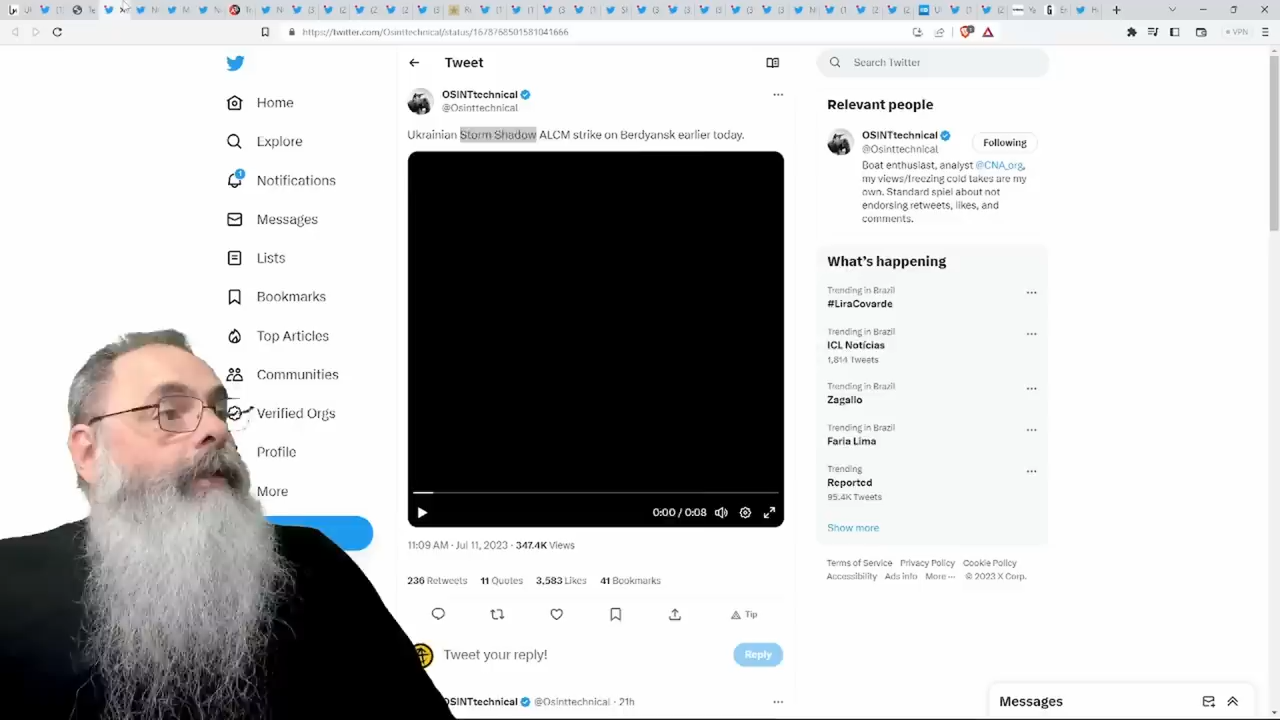 https://twitter.com/Osinttechnical/status/1678768501581041666
VPN
Home
Explore
1
Notifications
Messages
Lists
Bookmarks
Top Articles
Communities
Verified Orgs
Profile
More
Tweet
OSINTtechnical
@Osinttechnical
Ukrainian Storm Shadow ALCM strike on Berdyansk earlier today.
0:00 / 0:08
11:09 AM · Jul 11, 2023 · 347.4K Views
236 Retweets 11 Quotes 3,583 Likes 41 Bookmarks
Tip
Tweet your reply!
Reply
OSINTtechnical @Osinttechnical · 21h
Search Twitter
Relevant people
OSINTtechnical
@Osinttechnical
Following
Boat enthusiast, analyst @CNA_org,
my views/freezing cold takes are my
own. Standard spiel about not
endorsing retweets, likes, and
comments.
What's happening
Trending in Brazil
#LiraCovarde
Trending in Brazil
ICL Notícias
1,814 Tweets
Trending in Brazil
Zagallo
Trending in Brazil
Faria Lima
Trending
Reported
95.4K Tweets
Show more
Terms of Service Privacy Policy Cookie Policy
Accessibility Ads info More ··· © 2023 X Corp.
Messages